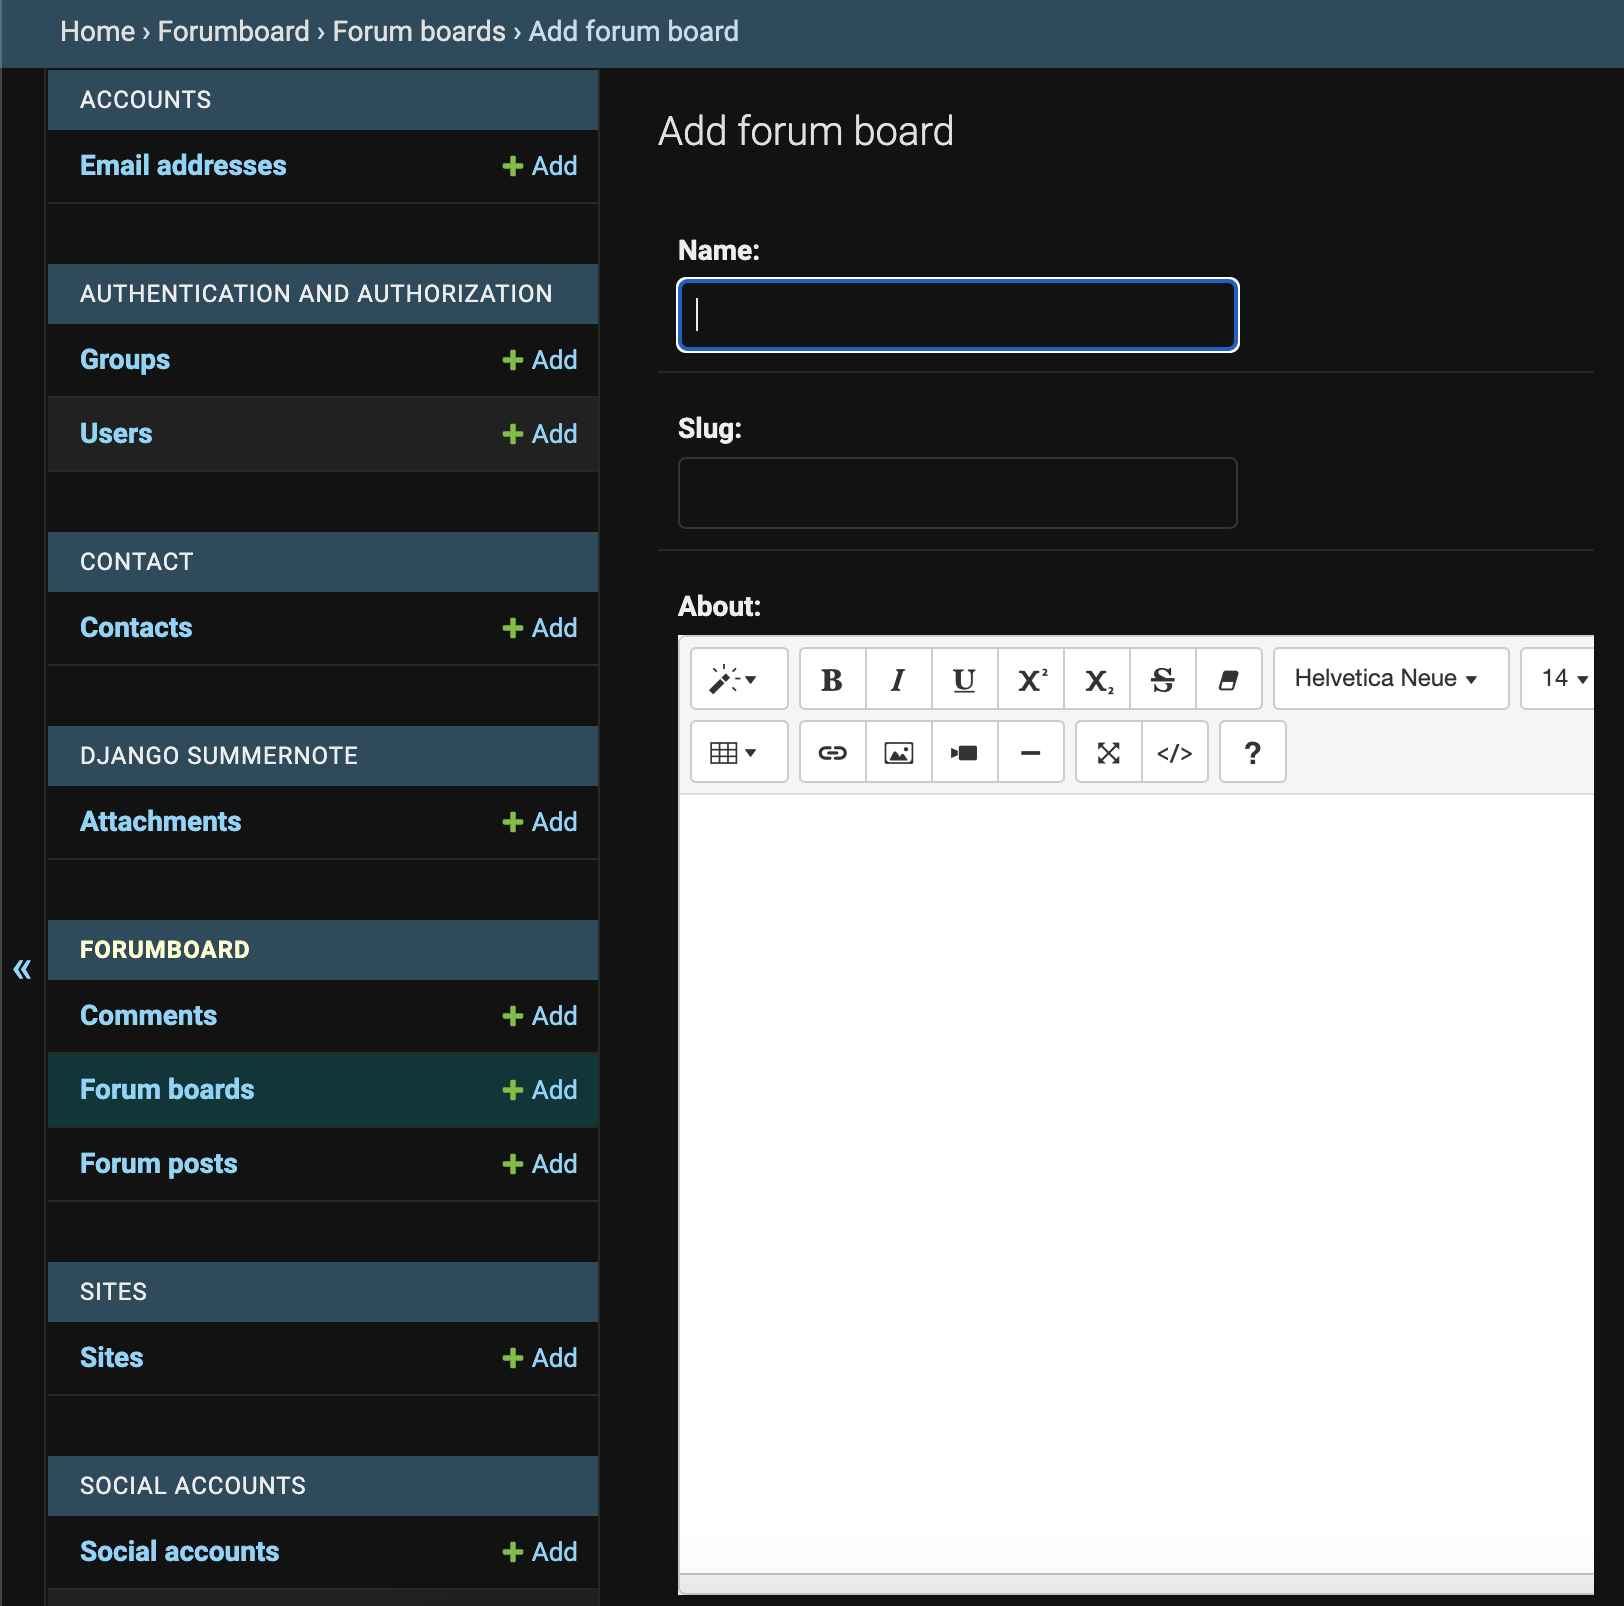 Home › Forumboard › Forum boards › Add forum board
ACCOUNTS
Email addresses + Add
AUTHENTICATION AND AUTHORIZATION
Groups + Add
Users + Add
CONTACT
Contacts + Add
DJANGO SUMMERNOTE
Attachments + Add
«
FORUMBOARD
Comments + Add
Forum boards + Add
Forum posts + Add
SITES
Sites + Add
SOCIAL ACCOUNTS
Social accounts + Add
Add forum board
Name:
Slug:
About:
B I U X² X₂ S Helvetica Neue 14
</> ?